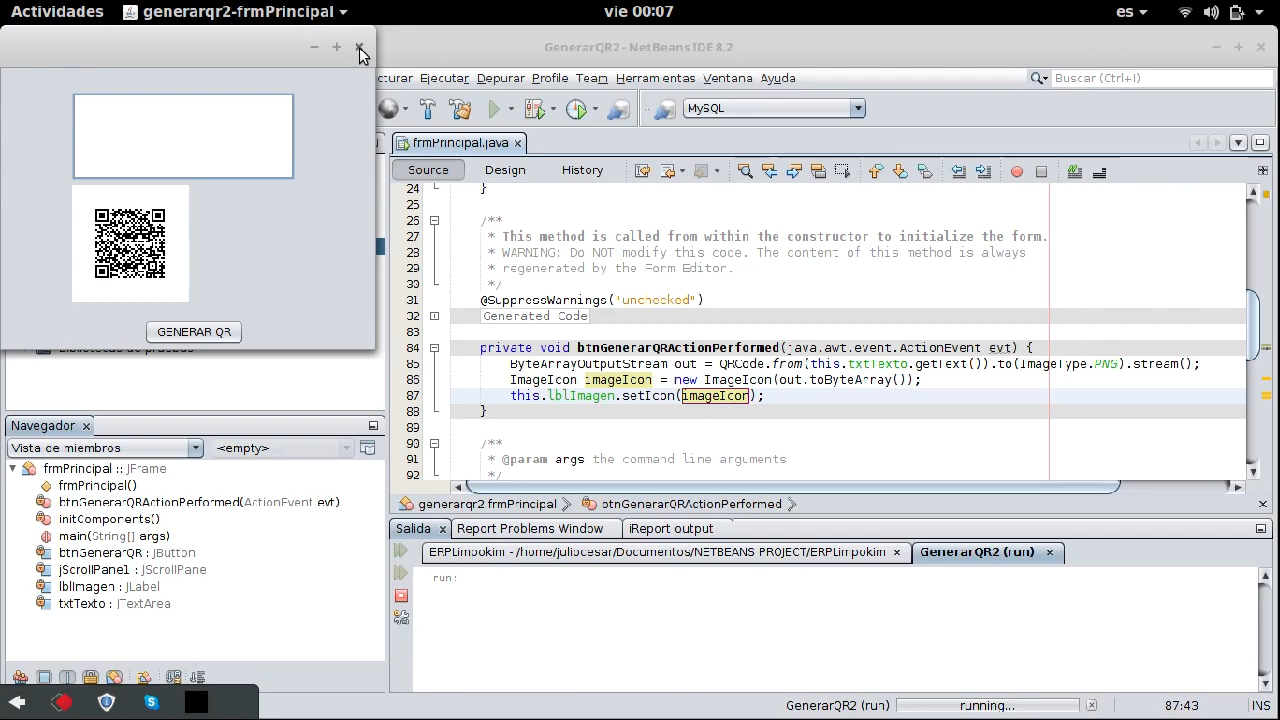 Actividades generarqr2-frmPrincipal vie 00:07 es
GenerarQR2 - NetBeans IDE 8.2
cturar Ejecutar Depurar Profile Team Herramientas Ventana Ayuda Buscar (Ctrl+I)
MySQL
GENERAR QR
frmPrincipal.java
Source Design History
24 }
25
26 /**
27 * This method is called from within the constructor to initialize the form.
28 * WARNING: Do NOT modify this code. The content of this method is always
29 * regenerated by the Form Editor.
30 */
31 @SuppressWarnings("unchecked")
32 Generated Code
83
84 private void btnGenerarQRActionPerformed(java.awt.event.ActionEvent evt) {
85 ByteArrayOutputStream out = QRCode.from(this.txtTexto.getText()).to(ImageType.PNG).stream();
86 ImageIcon imageIcon = new ImageIcon(out.toByteArray());
87 this.lblImagen.setIcon(imageIcon);
88 }
89
90 /**
91 * @param args the command line arguments
92 */
generarqr2.frmPrincipal btnGenerarQRActionPerformed
Bibliotecas de pruebas
Navegador
Vista de miembros <empty>
frmPrincipal :: JFrame
frmPrincipal()
btnGenerarQRActionPerformed(ActionEvent evt)
initComponents()
main(String[] args)
btnGenerarQR : JButton
jScrollPane1 : JScrollPane
lblImagen : JLabel
txtTexto : JTextArea
Salida Report Problems Window iReport output
ERPLimpokim - /home/juliocesar/Documentos/NETBEANS PROJECT/ERPLimpokim GenerarQR2 (run)
run:
GenerarQR2 (run) running... 87:43 INS